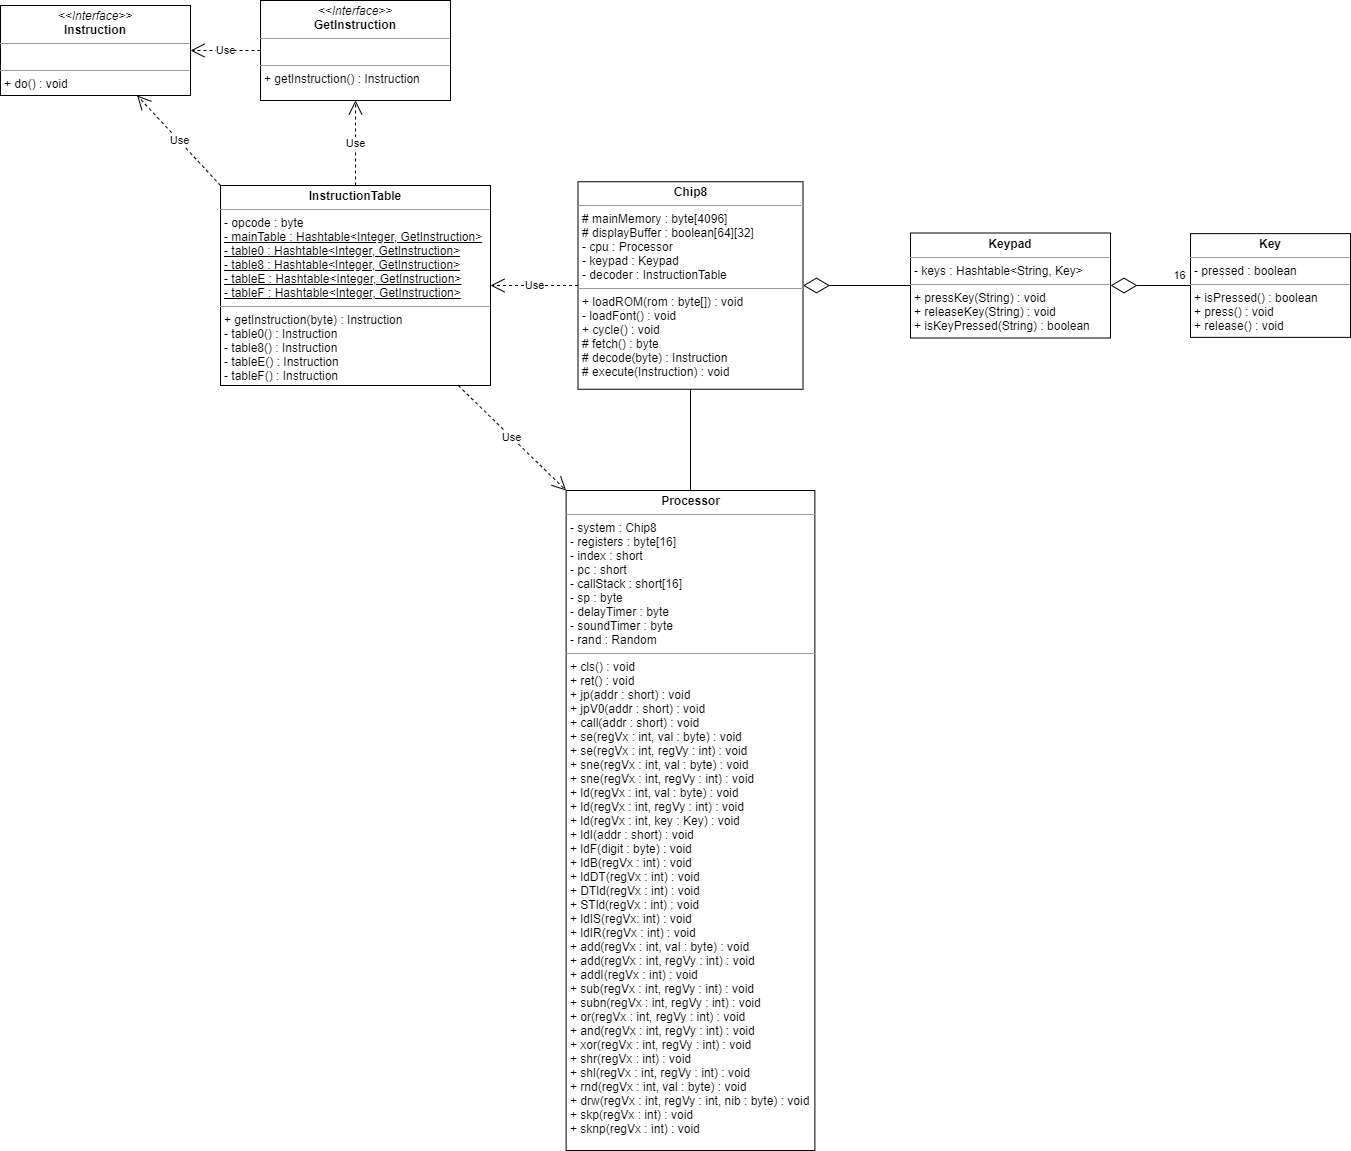 <<Interface>>
Instruction
+ do() : void
<<Interface>>
GetInstruction
+ getInstruction() : Instruction
Use
Use
Use
InstructionTable
- opcode : byte
- mainTable : Hashtable<Integer, GetInstruction>
- table0 : Hashtable<Integer, GetInstruction>
- table8 : Hashtable<Integer, GetInstruction>
- tableE : Hashtable<Integer, GetInstruction>
- tableF : Hashtable<Integer, GetInstruction>
+ getInstruction(byte) : Instruction
- table0() : Instruction
- table8() : Instruction
- tableE() : Instruction
- tableF() : Instruction
Use
Chip8
# mainMemory : byte[4096]
# displayBuffer : boolean[64][32]
- cpu : Processor
- keypad : Keypad
- decoder : InstructionTable
+ loadROM(rom : byte[]) : void
- loadFont() : void
+ cycle() : void
# fetch() : byte
# decode(byte) : Instruction
# execute(Instruction) : void
Keypad
- keys : Hashtable<String, Key>
+ pressKey(String) : void
+ releaseKey(String) : void
+ isKeyPressed(String) : boolean
16
Key
- pressed : boolean
+ isPressed() : boolean
+ press() : void
+ release() : void
Use
Processor
- system : Chip8
- registers : byte[16]
- index : short
- pc : short
- callStack : short[16]
- sp : byte
- delayTimer : byte
- soundTimer : byte
- rand : Random
+ cls() : void
+ ret() : void
+ jp(addr : short) : void
+ jpV0(addr : short) : void
+ call(addr : short) : void
+ se(regVx : int, val : byte) : void
+ se(regVx : int, regVy : int) : void
+ sne(regVx : int, val : byte) : void
+ sne(regVx : int, regVy : int) : void
+ ld(regVx : int, val : byte) : void
+ ld(regVx : int, regVy : int) : void
+ ld(regVx : int, key : Key) : void
+ ldI(addr : short) : void
+ ldF(digit : byte) : void
+ ldB(regVx : int) : void
+ ldDT(regVx : int) : void
+ DTld(regVx : int) : void
+ STld(regVx : int) : void
+ ldIS(regVx: int) : void
+ ldIR(regVx : int) : void
+ add(regVx : int, val : byte) : void
+ add(regVx : int, regVy : int) : void
+ addI(regVx : int) : void
+ sub(regVx : int, regVy : int) : void
+ subn(regVx : int, regVy : int) : void
+ or(regVx : int, regVy : int) : void
+ and(regVx : int, regVy : int) : void
+ xor(regVx : int, regVy : int) : void
+ shr(regVx : int) : void
+ shl(regVx : int, regVy : int) : void
+ rnd(regVx : int, val : byte) : void
+ drw(regVx : int, regVy : int, nib : byte) : void
+ skp(regVx : int) : void
+ sknp(regVx : int) : void